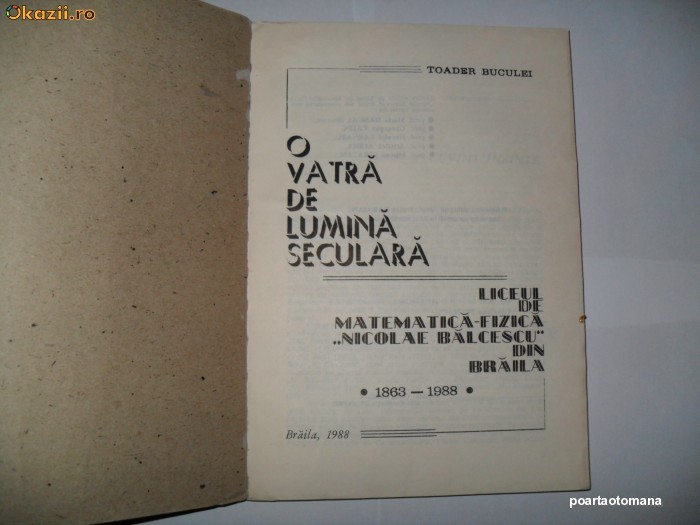 Okazii.ro
TOADER BUCULEI
O
VATRĂ
DE
LUMINĂ
SECULARĂ
LICEUL
DE
MATEMATICĂ-FIZICĂ
„NICOLAE BĂLCESCU"
DIN
BRĂILA
• 1863 — 1988 •
Brăila, 1988
poartaotomana